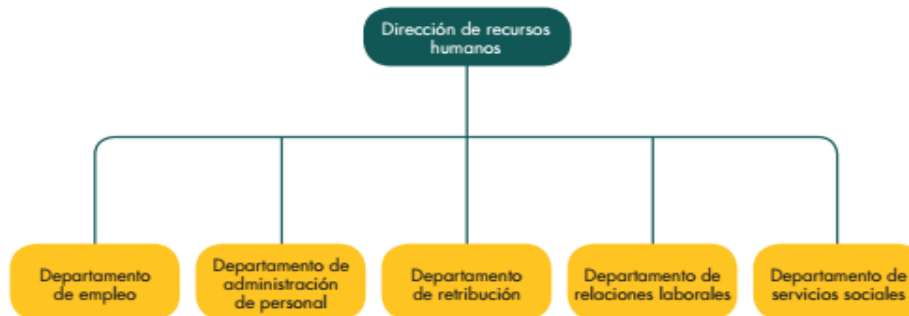 Dirección de recursos
humanos
Departamento
de empleo
Departamento de
administración
de personal
Departamento
de retribución
Departamento de
relaciones laborales
Departamento de
servicios sociales